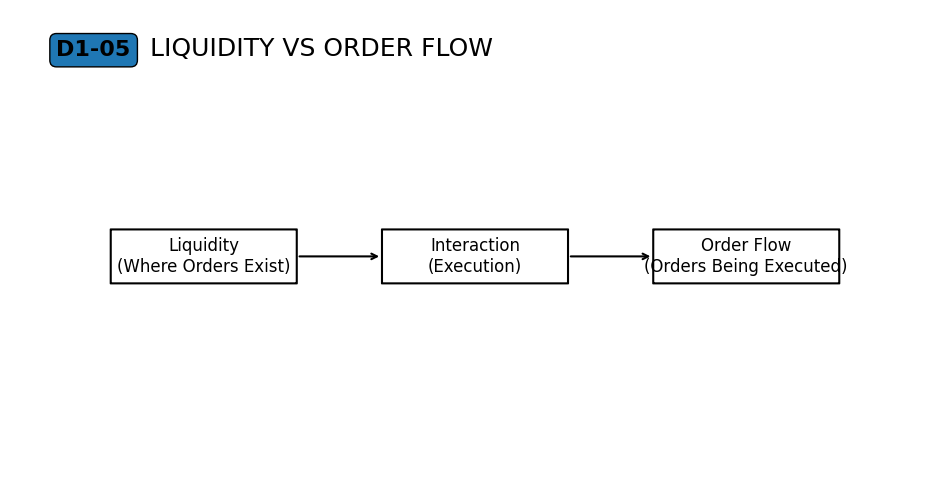 D1-05 LIQUIDITY VS ORDER FLOW
Liquidity
(Where Orders Exist)
Interaction
(Execution)
Order Flow
(Orders Being Executed)